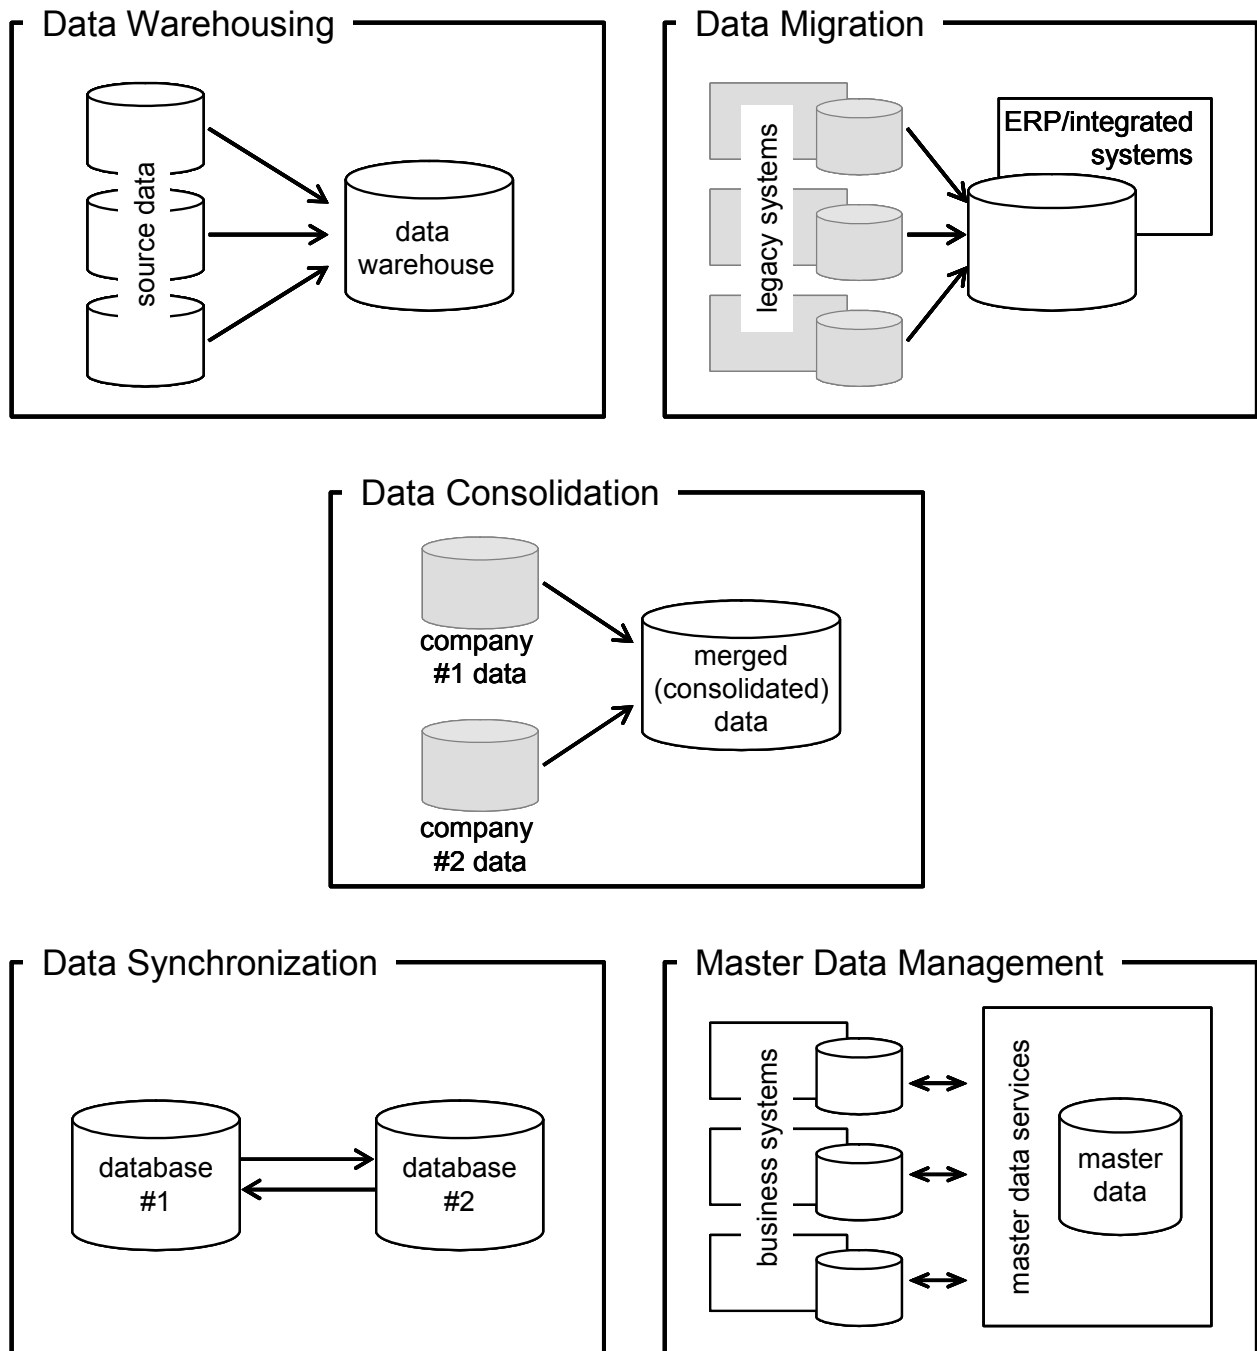 Data Warehousing
source data
data
warehouse
Data Migration
legacy systems
ERP/integrated
systems
Data Consolidation
company
#1 data
company
#2 data
merged
(consolidated)
data
Data Synchronization
database
#1
database
#2
Master Data Management
business systems
master data services
master
data